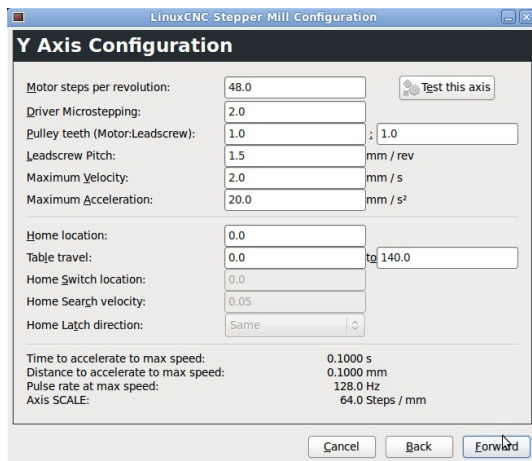 LinuxCNC Stepper Mill Configuration
Y Axis Configuration
Motor steps per revolution: 48.0 Test this axis
Driver Microstepping: 2.0
Pulley teeth (Motor:Leadscrew): 1.0 : 1.0
Leadscrew Pitch: 1.5 mm / rev
Maximum Velocity: 2.0 mm / s
Maximum Acceleration: 20.0 mm / s²
Home location: 0.0
Table travel: 0.0 to 140.0
Home Switch location: 0.0
Home Search velocity: 0.05
Home Latch direction: Same
Time to accelerate to max speed: 0.1000 s
Distance to accelerate to max speed: 0.1000 mm
Pulse rate at max speed: 128.0 Hz
Axis SCALE: 64.0 Steps / mm
Cancel Back Forward